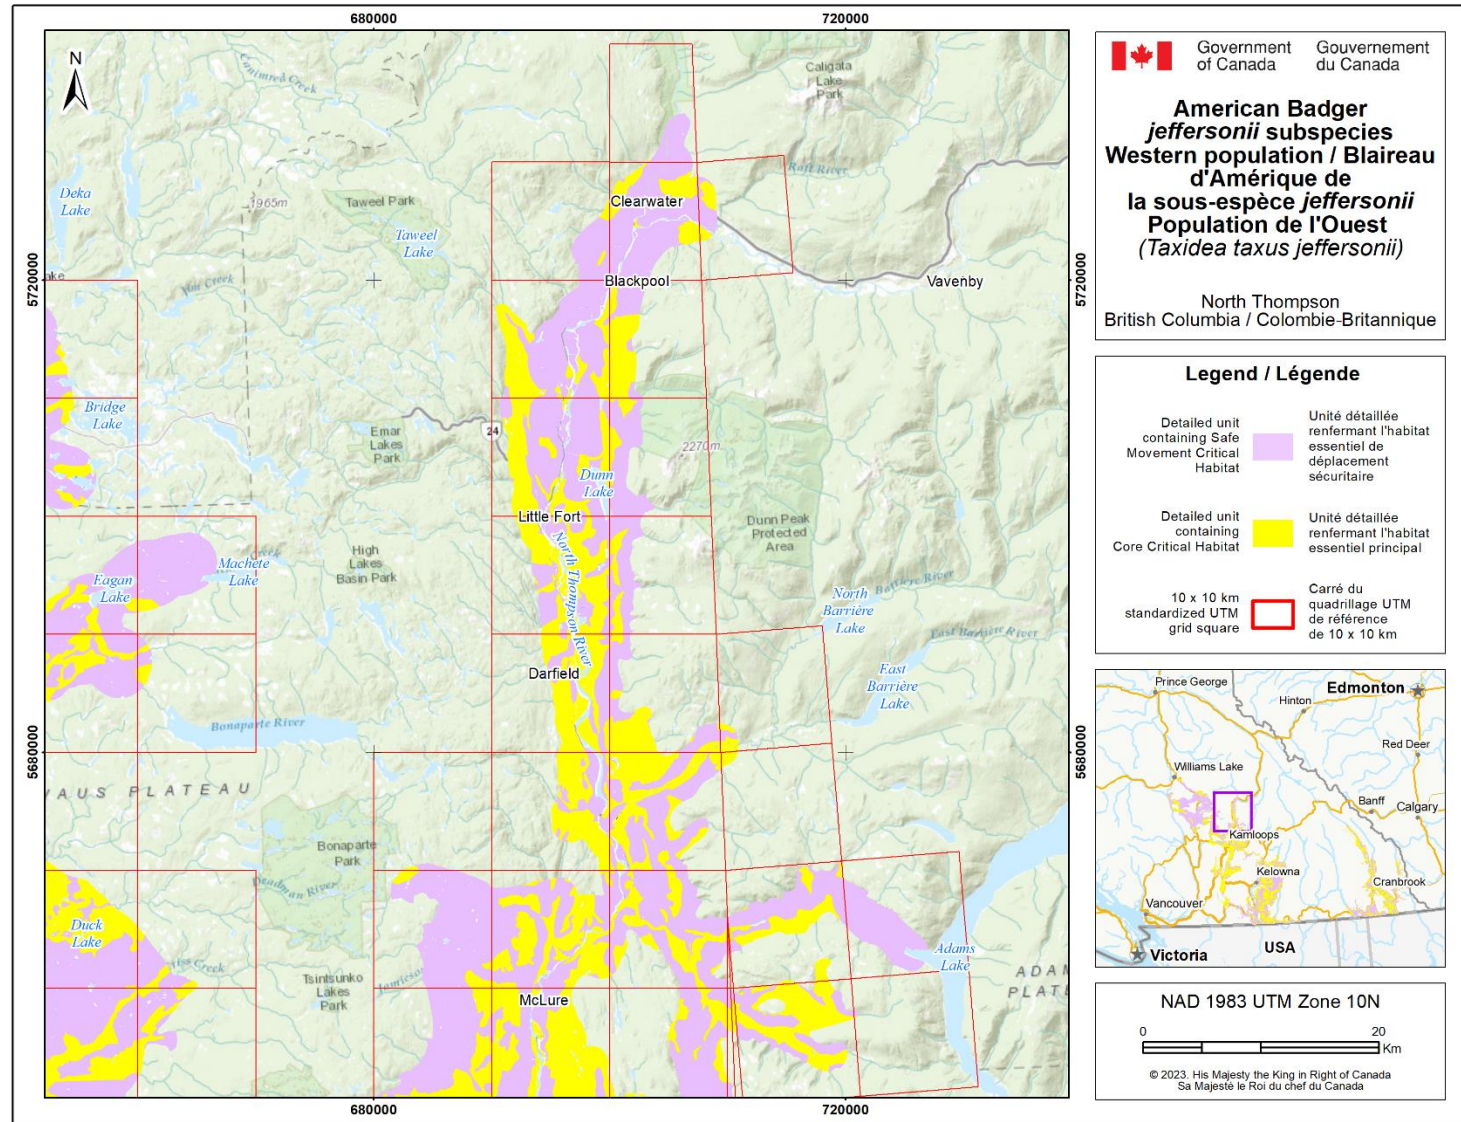 680000
720000
N
Canimred Creek
Caligata
Lake
Park
Raft River
Deka
Lake
1965m
Taweel Park
Clearwater
Taweel
Lake
5720000
Blackpool
Vavenby
5720000
Bridge
Lake
Emar
Lakes
Park
24
2270m
Dunn
Lake
Little Fort
Dunn Peak
Protected
Area
High
Lakes
Basin Park
Creek
Machete
Lake
Eagan
Lake
North Thompson River
North
Barrière
Lake
Barrière River
East Barrière River
Darfield
East
Barrière
Lake
Bonaparte River
5680000
5680000
VAUS PLATEAU
Bonaparte
Park
Deadman River
Duck
Lake
Adams
Lake
Tsintsunko
Lakes
Park
Jamieson
McLure
ADAM
PLATE
680000
720000
Government
of Canada
Gouvernement
du Canada
American Badger
jeffersonii subspecies
Western population / Blaireau
d'Amérique de
la sous-espèce jeffersonii
Population de l'Ouest
(Taxidea taxus jeffersonii)
North Thompson
British Columbia / Colombie-Britannique
Legend / Légende
Detailed unit
containing Safe
Movement Critical
Habitat
Unité détaillée
renfermant l'habitat
essentiel de
déplacement
sécuritaire
Detailed unit
containing
Core Critical Habitat
Unité détaillée
renfermant l'habitat
essentiel principal
10 x 10 km
standardized UTM
grid square
Carré du
quadrillage UTM
de référence
de 10 x 10 km
Prince George
Edmonton
Hinton
Red Deer
Williams Lake
Banff
Calgary
Kamloops
Kelowna
Cranbrook
Vancouver
Victoria
USA
NAD 1983 UTM Zone 10N
0
20
Km
© 2023. His Majesty the King in Right of Canada
Sa Majesté le Roi du chef du Canada